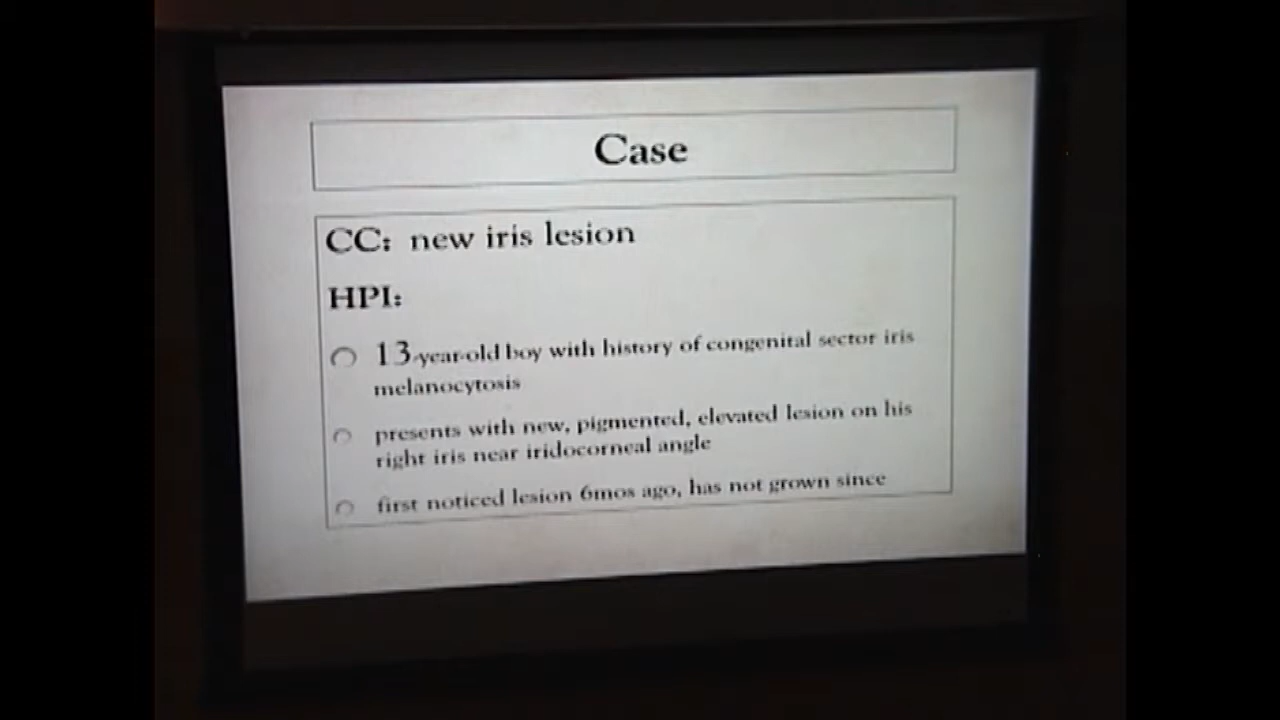 Case
CC: new iris lesion
HPI:
13-year-old boy with history of congenital sector iris
melanocytosis
presents with new, pigmented, elevated lesion on his
right iris near iridocorneal angle
first noticed lesion 6mos ago, has not grown since